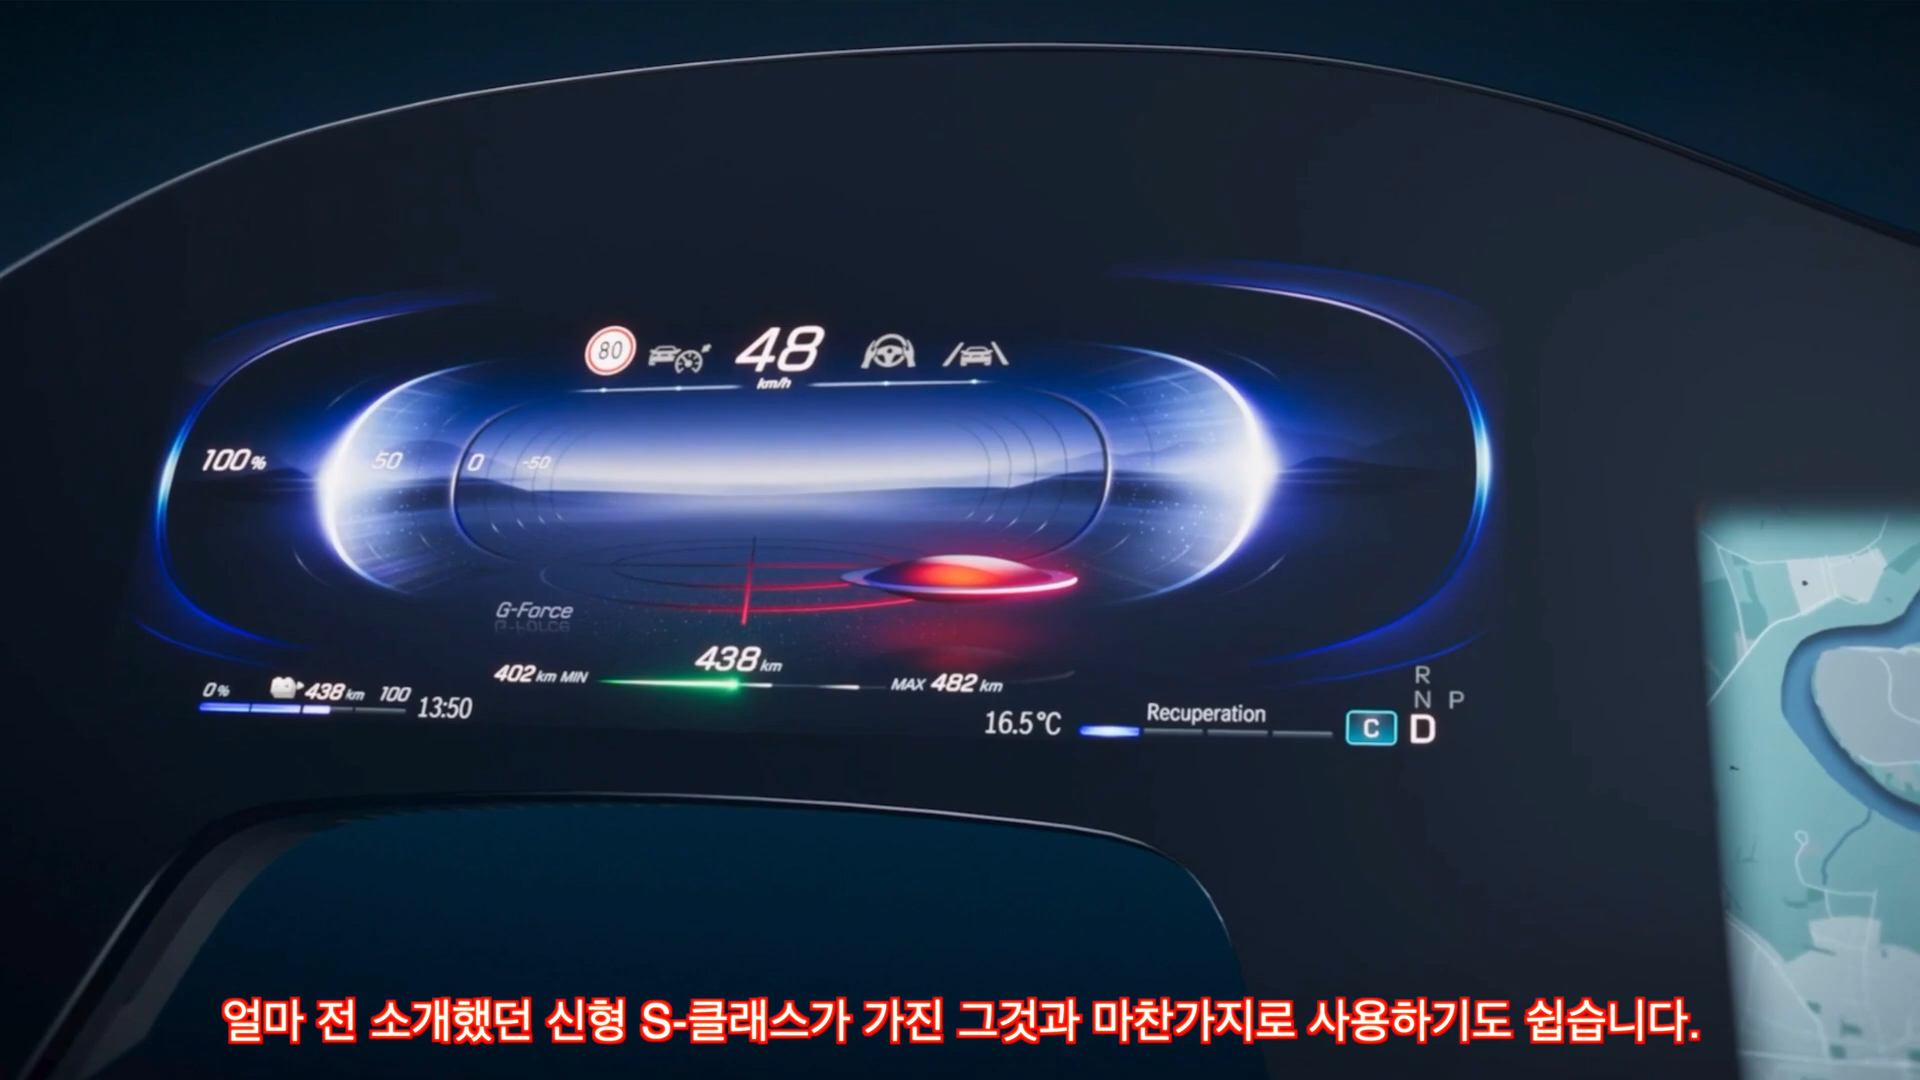 80
48
km/h
100%
50
0
-50
G-Force
438 km
402 km MIN
MAX 482 km
0%
438 km
100
13:50
16.5°C
Recuperation
C
R
N P
D
얼마 전 소개했던 신형 S-클래스가 가진 그것과 마찬가지로 사용하기도 쉽습니다.